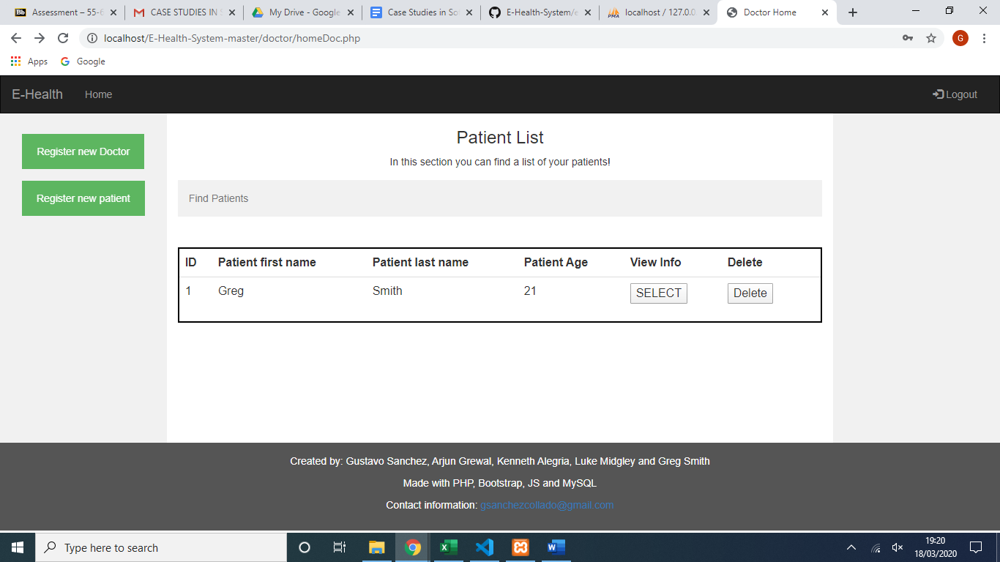 Assessment – 55-6
CASE STUDIES IN S
My Drive - Google
Case Studies in So
E-Health-System/e
localhost / 127.0.0
Doctor Home
localhost/E-Health-System-master/doctor/homeDoc.php
G
Apps
Google
E-Health
Home
Logout
Register new Doctor
Register new patient
Patient List
In this section you can find a list of your patients!
Find Patients
ID Patient first name Patient last name Patient Age View Info Delete
1 Greg Smith 21 SELECT Delete
Created by: Gustavo Sanchez, Arjun Grewal, Kenneth Alegria, Luke Midgley and Greg Smith
Made with PHP, Bootstrap, JS and MySQL
Contact information: gsanchezcollado@gmail.com
Type here to search
19:20
18/03/2020